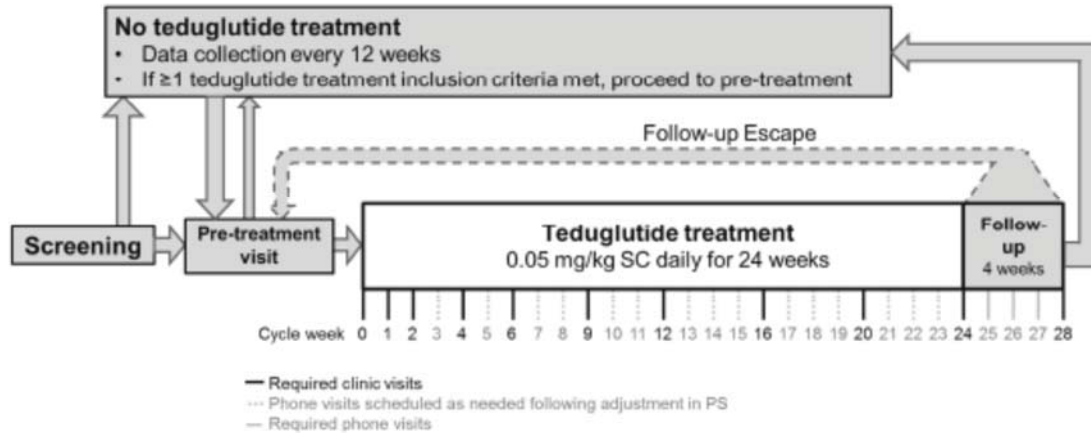 No teduglutide treatment
• Data collection every 12 weeks
• If ≥1 teduglutide treatment inclusion criteria met, proceed to pre-treatment
Follow-up Escape
Screening
Pre-treatment
visit
Teduglutide treatment
0.05 mg/kg SC daily for 24 weeks
Follow-
up
4 weeks
Cycle week 0 1 2 3 4 5 6 7 8 9 10 11 12 13 14 15 16 17 18 19 20 21 22 23 24 25 26 27 28
Required clinic visits
Phone visits scheduled as needed following adjustment in PS
Required phone visits